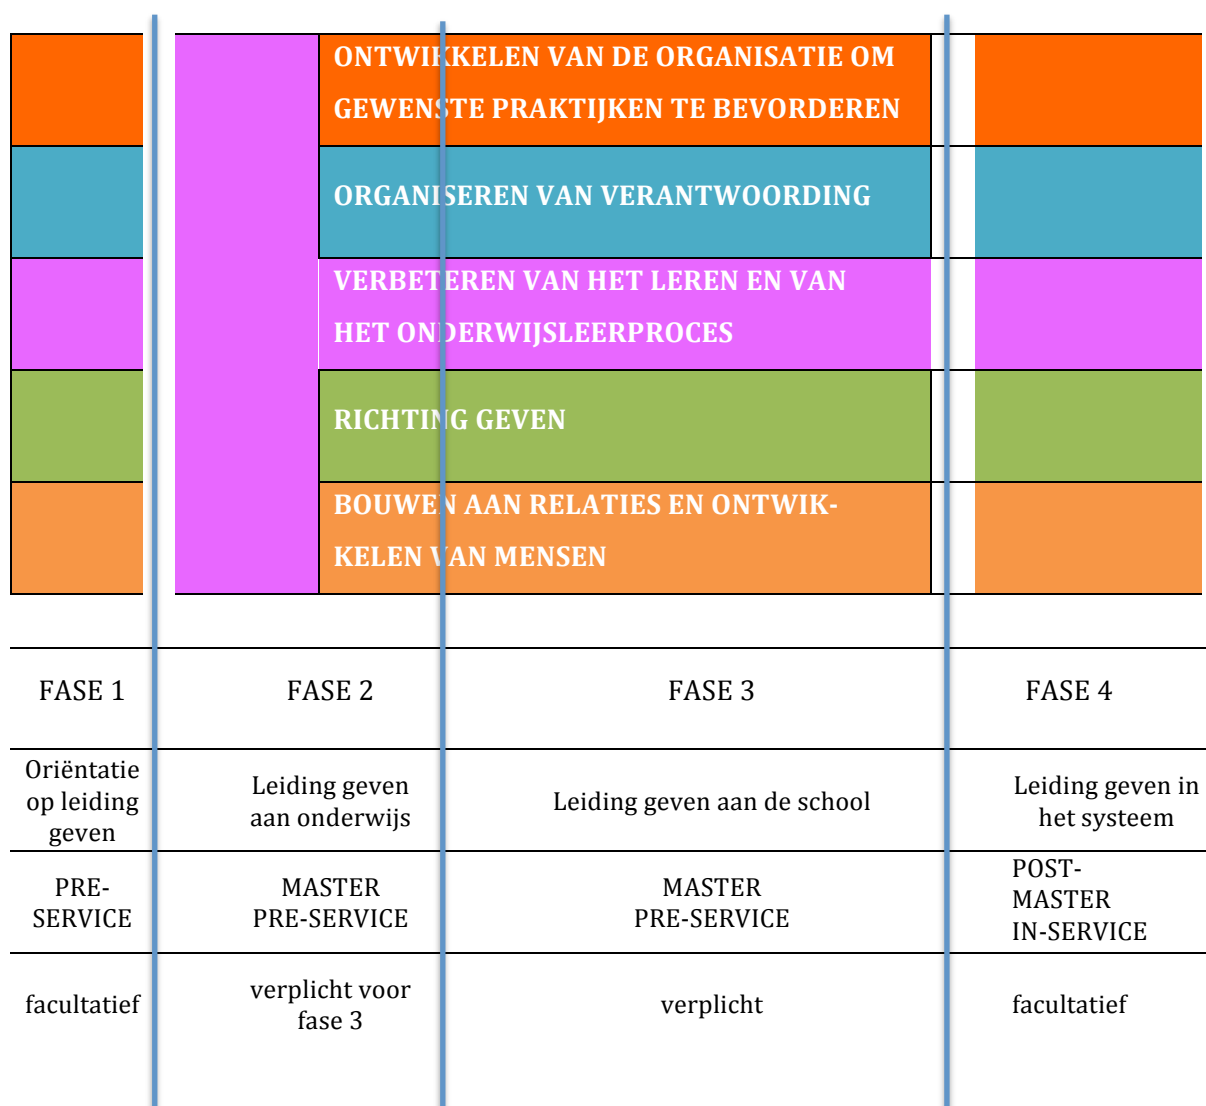 ONTWIKKELEN VAN DE ORGANISATIE OM
GEWENSTE PRAKTIJKEN TE BEVORDEREN
ORGANISEREN VAN VERANTWOORDING
VERBETEREN VAN HET LEREN EN VAN
HET ONDERWIJSLEERPROCES
RICHTING GEVEN
BOUWEN AAN RELATIES EN ONTWIK-
KELEN VAN MENSEN
FASE 1
FASE 2
FASE 3
FASE 4
Oriëntatie
op leiding
geven
Leiding geven
aan onderwijs
Leiding geven aan de school
Leiding geven in
het systeem
PRE-
SERVICE
MASTER
PRE-SERVICE
MASTER
PRE-SERVICE
POST-
MASTER
IN-SERVICE
facultatief
verplicht voor
fase 3
verplicht
facultatief